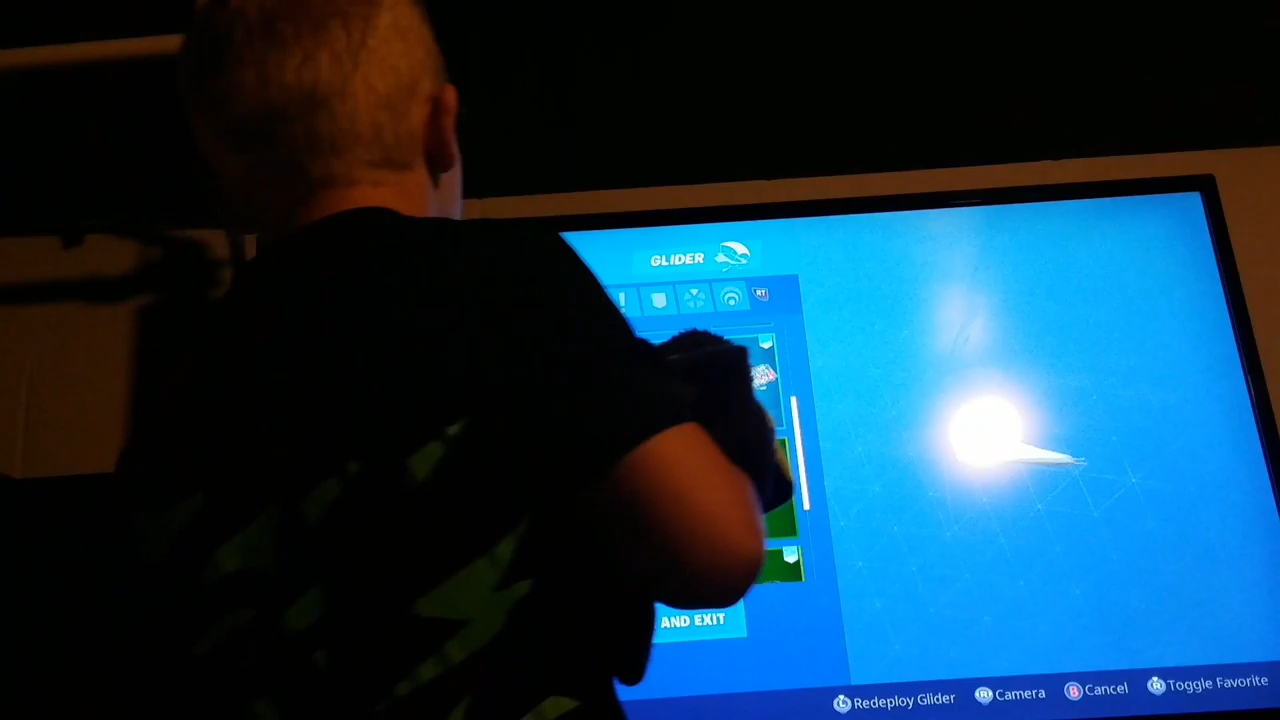 GLIDER
RT
AND EXIT
L Redeploy Glider R Camera B Cancel R Toggle Favorite